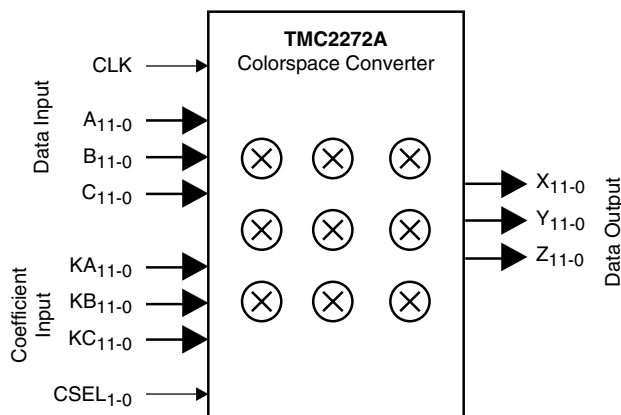 TMC2272A
Colorspace Converter
CLK
Data Input
A11-0
B11-0
C11-0
Coefficient
Input
KA11-0
KB11-0
KC11-0
CSEL1-0
X11-0
Y11-0
Z11-0
Data Output